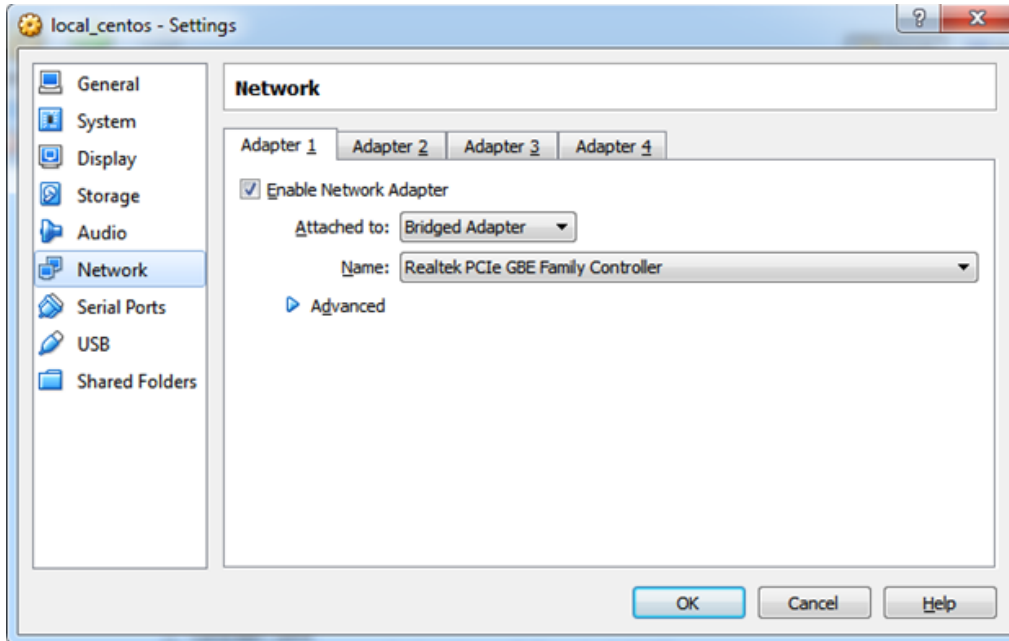 local_centos - Settings
?
General
System
Display
Storage
Audio
Network
Serial Ports
USB
Shared Folders
Network
Adapter 1 Adapter 2 Adapter 3 Adapter 4
Enable Network Adapter
Attached to: Bridged Adapter
Name: Realtek PCIe GBE Family Controller
Advanced
OK Cancel Help